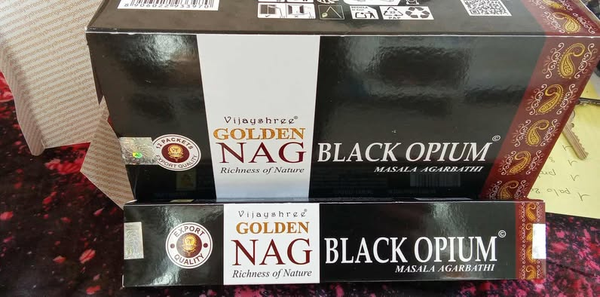 Vijayshree®
GOLDEN
NAG
Richness of Nature
BLACK OPIUM©
MASALA AGARBATHI
12 PACKETS
EXPORT QUALITY
Vijayshree®
GOLDEN
NAG
Richness of Nature
BLACK OPIUM©
MASALA AGARBATHI
EXPORT
QUALITY